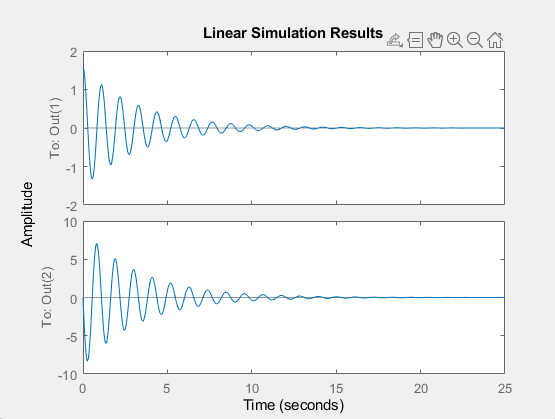 Linear Simulation Results
Amplitude
To: Out(1)
2
1
0
-1
-2
To: Out(2)
10
5
0
-5
-10
0 5 10 15 20 25
Time (seconds)